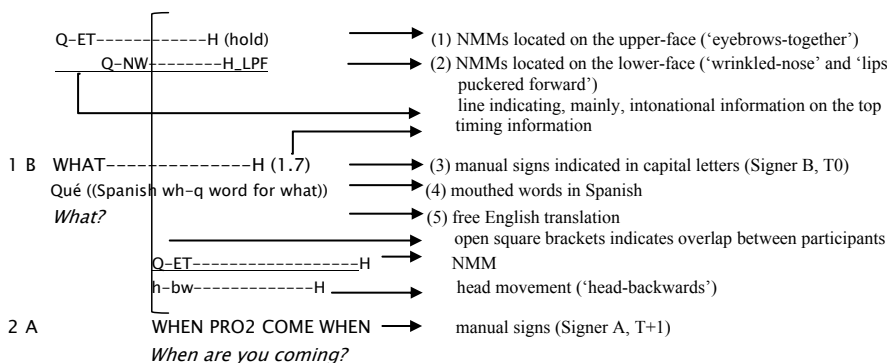 Q-ET------------H (hold) (1) NMMs located on the upper-face (‘eyebrows-together’)
Q-NW--------H_LPF (2) NMMs located on the lower-face (‘wrinkled-nose’ and ‘lips
puckered forward’)
line indicating, mainly, intonational information on the top
timing information
1 B WHAT--------------H (1.7) (3) manual signs indicated in capital letters (Signer B, T0)
Qué ((Spanish wh-q word for what)) (4) mouthed words in Spanish
What? (5) free English translation
open square brackets indicates overlap between participants
Q-ET------------------H NMM
h-bw-------------H head movement (‘head-backwards’)
2 A WHEN PRO2 COME WHEN manual signs (Signer A, T+1)
When are you coming?